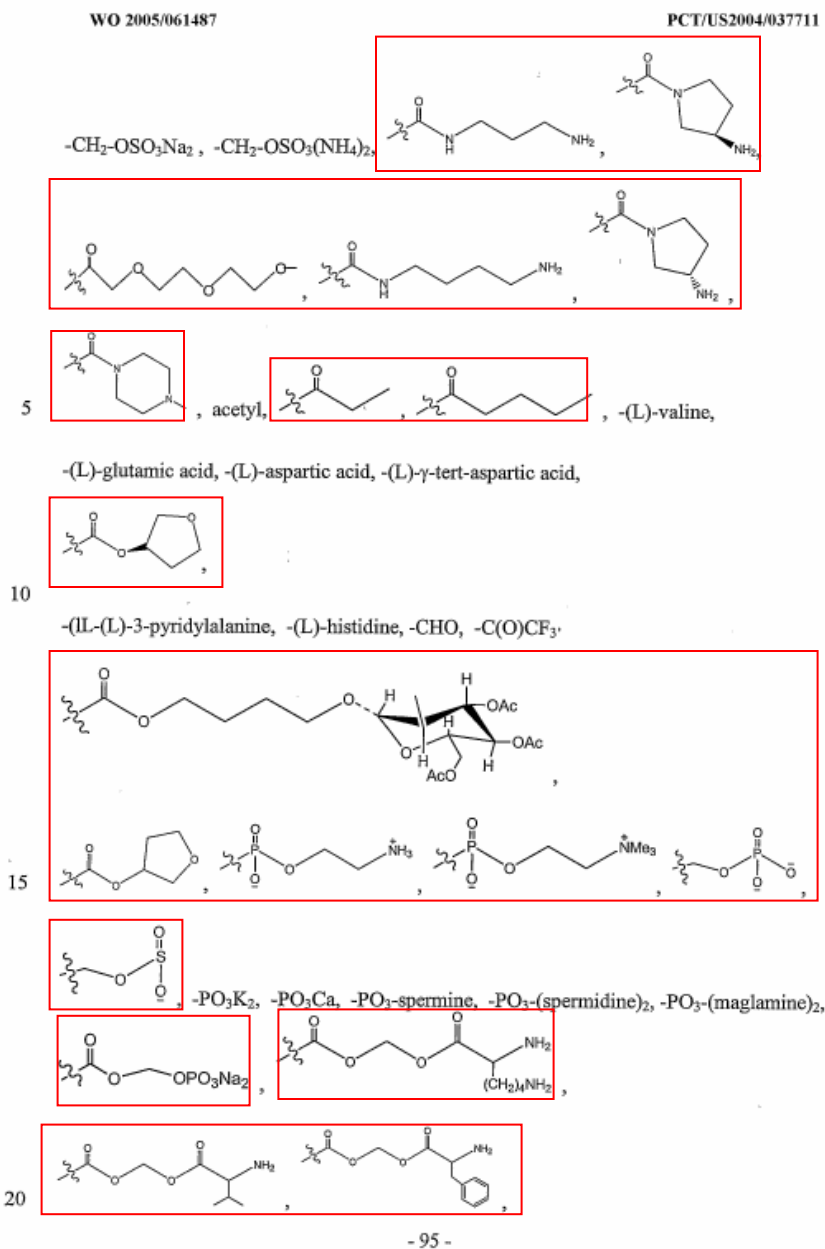 WO 2005/061487 PCT/US2004/037711
O O
N
-CH₂-OSO₃Na₂ , -CH₂-OSO₃(NH₄)₂, N H NH₂ , NH₂,
O O O
O O O N H NH₂ N
O , , NH₂ ,
O
N N
5 , acetyl, O , O , -(L)-valine,
-(L)-glutamic acid, -(L)-aspartic acid, -(L)-γ-tert-aspartic acid,
O O O ,
10
-(lL-(L)-3-pyridylalanine, -(L)-histidine, -CHO, -C(O)CF₃,
O O O H H OAc
H OAc
O H H
AcO ,
O O O O O
O P NH₃ + P NMe₃ + P
15 O , O - O , O - O , O O - O - ,
O
S
O O - , -PO₃K₂, -PO₃Ca, -PO₃-spermine, -PO₃-(spermidine)₂, -PO₃-(maglamine)₂,
O O O
O OPO₃Na₂ , O O NH₂
(CH₂)₄NH₂ ,
O O O O
O O NH₂ O O NH₂
20 , ,
- 95 -